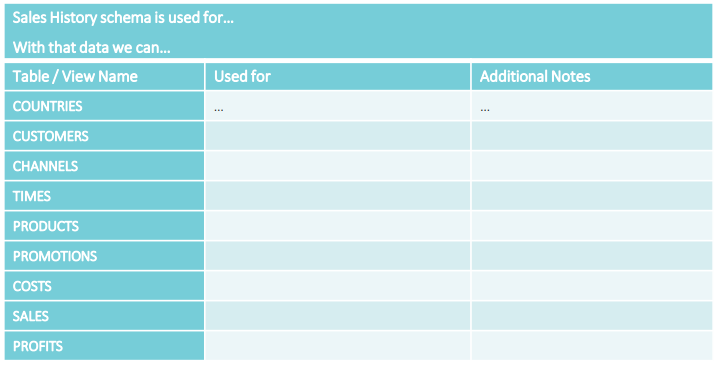 Sales History schema is used for...
With that data we can...
Table / View Name Used for Additional Notes
COUNTRIES ... ...
CUSTOMERS
CHANNELS
TIMES
PRODUCTS
PROMOTIONS
COSTS
SALES
PROFITS